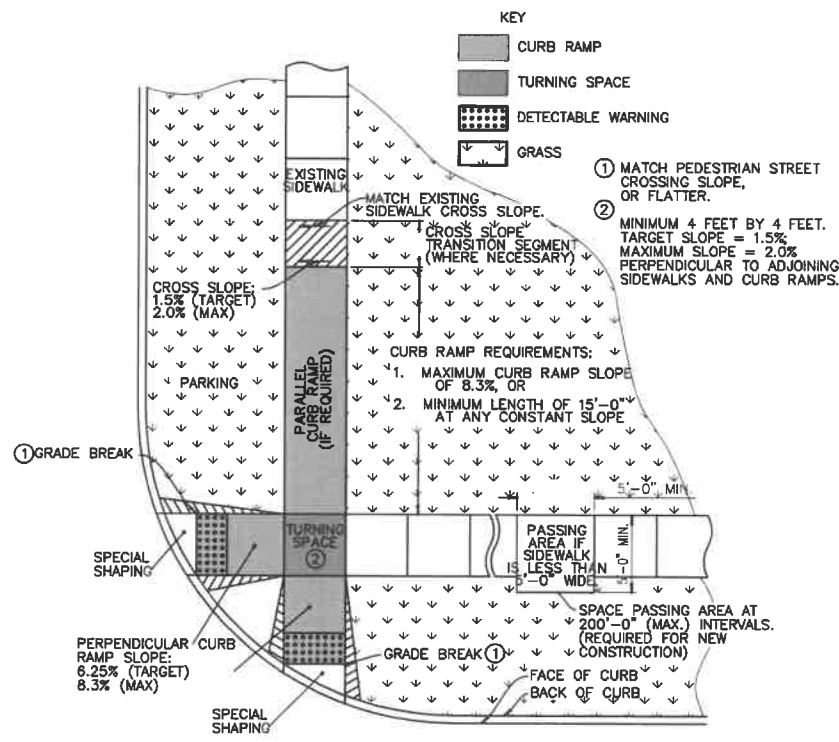 KEY
CURB RAMP
TURNING SPACE
DETECTABLE WARNING
GRASS
① MATCH PEDESTRIAN STREET
CROSSING SLOPE,
OR FLATTER.
②
MINIMUM 4 FEET BY 4 FEET.
TARGET SLOPE = 1.5%;
MAXIMUM SLOPE = 2.0%
PERPENDICULAR TO ADJOINING
SIDEWALKS AND CURB RAMPS.
EXISTING
SIDEWALK
MATCH EXISTING
SIDEWALK CROSS SLOPE.
CROSS SLOPE
TRANSITION SEGMENT
(WHERE NECESSARY)
CROSS SLOPE;
1.5% (TARGET)
2.0% (MAX)
PARKING
PARALLEL
CURB RAMP
(IF REQUIRED)
CURB RAMP REQUIREMENTS:
1. MAXIMUM CURB RAMP SLOPE
OF 8.3%, OR
2. MINIMUM LENGTH OF 15'-0"
AT ANY CONSTANT SLOPE
① GRADE BREAK
5'-0" MIN.
SPECIAL
SHAPING
TURNING
SPACE
②
PASSING
AREA IF
SIDEWALK
IS LESS THAN
5'-0" WIDE.
5'-0" MIN.
SPACE PASSING AREA AT
200'-0" (MAX.) INTERVALS.
(REQUIRED FOR NEW
CONSTRUCTION)
PERPENDICULAR CURB
RAMP SLOPE:
6.25% (TARGET)
8.3% (MAX)
GRADE BREAK ①
FACE OF CURB
BACK OF CURB
SPECIAL
SHAPING